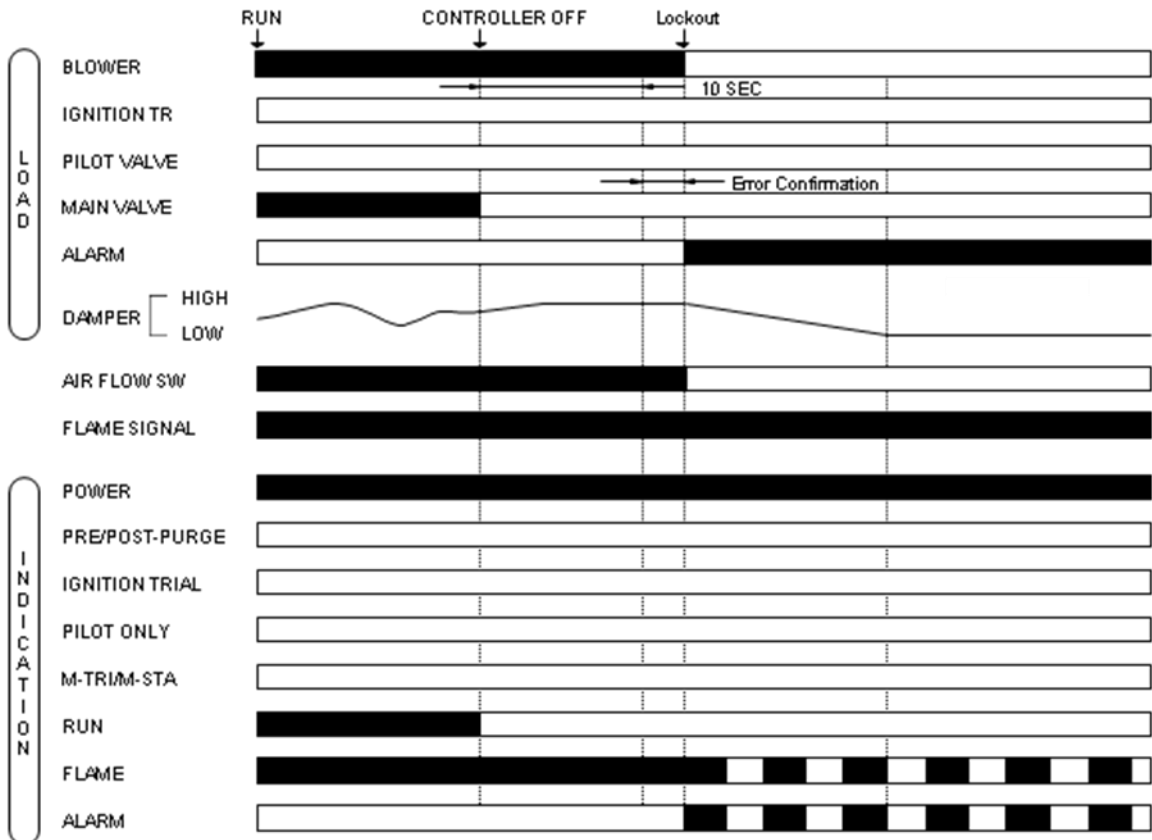 RUN CONTROLLER OFF Lockout
BLOWER
10 SEC
IGNITION TR
PILOT VALVE
Error Confirmation
MAIN VALVE
ALARM
HIGH
DAMPER
LOW
AIR FLOW SW
FLAME SIGNAL
LOAD
POWER
PRE/POST-PURGE
IGNITION TRIAL
PILOT ONLY
M-TRI/M-STA
RUN
FLAME
ALARM
INDICATION